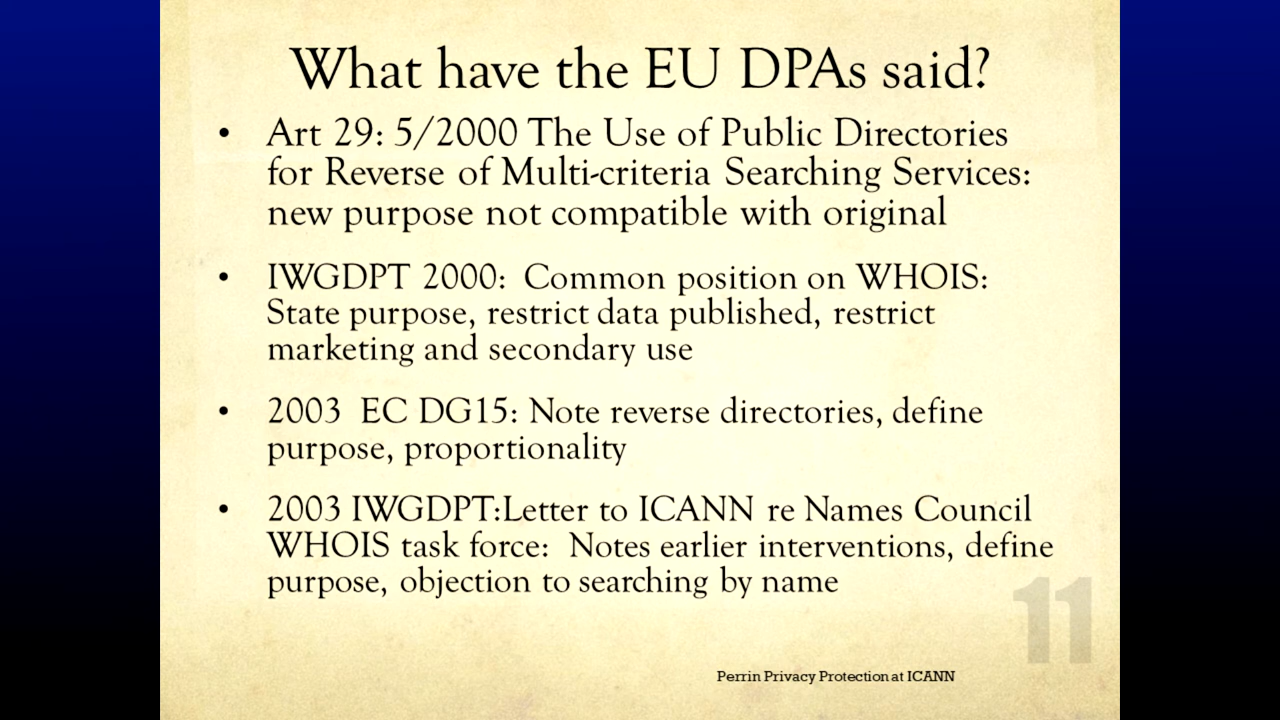 What have the EU DPAs said?
• Art 29: 5/2000 The Use of Public Directories
for Reverse of Multi-criteria Searching Services:
new purpose not compatible with original
• IWGDPT 2000: Common position on WHOIS:
State purpose, restrict data published, restrict
marketing and secondary use
• 2003 EC DG15: Note reverse directories, define
purpose, proportionality
• 2003 IWGDPT:Letter to ICANN re Names Council
WHOIS task force: Notes earlier interventions, define
purpose, objection to searching by name
11
Perrin Privacy Protection at ICANN